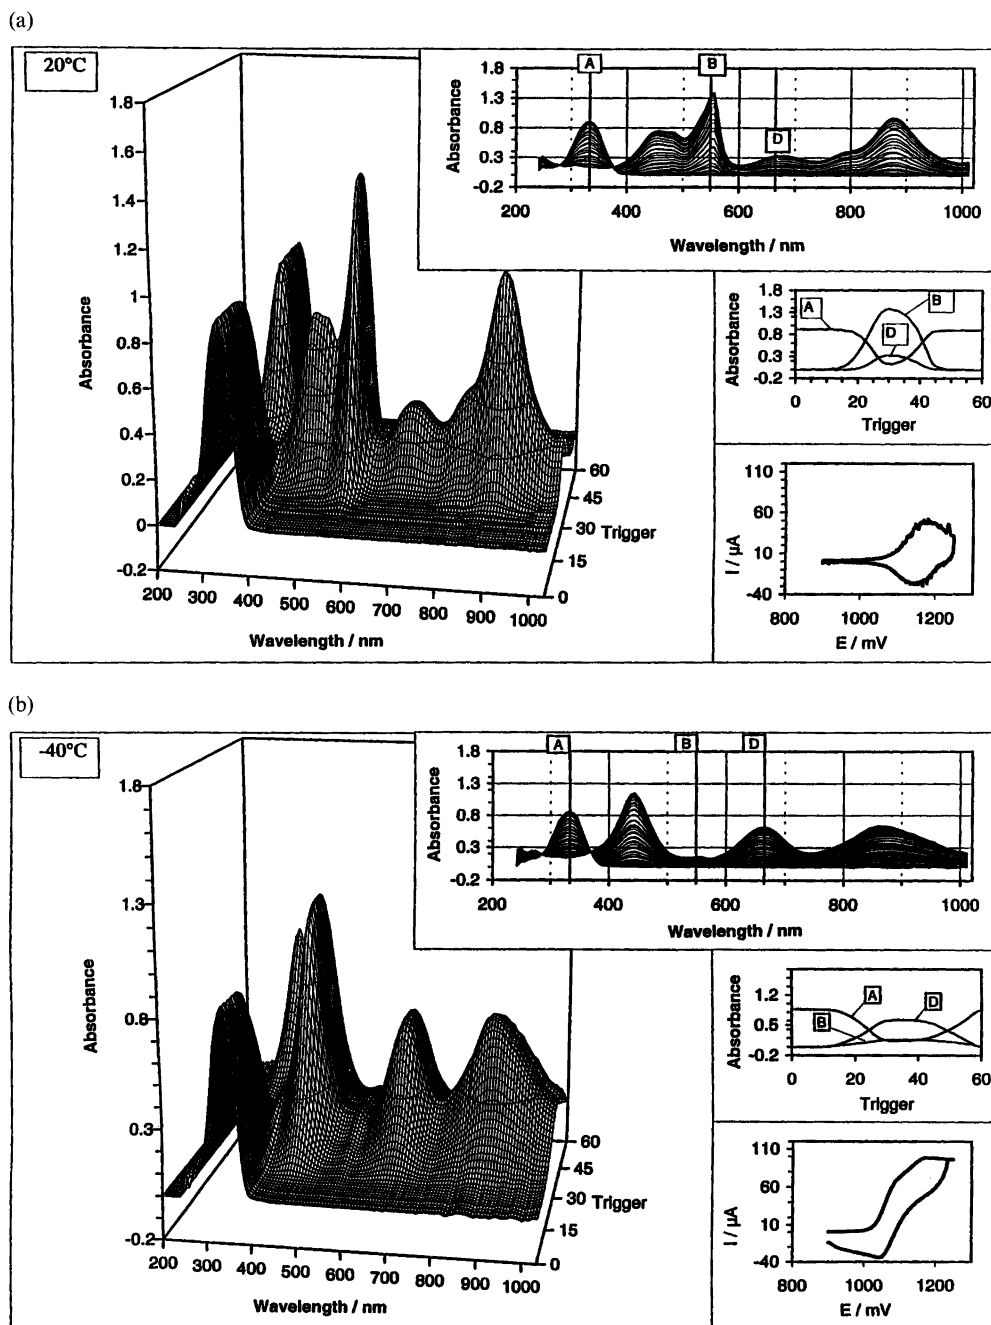 (a)
20°C
1.8
1.6
1.4
1.2
1
0.8
0.6
0.4
0.2
0
-0.2
Absorbance
200 300 400 500 600 700 800 900 1000
Wavelength / nm
60
45
30
15
0
Trigger
A B D
1.8
1.3
0.8
0.3
-0.2
Absorbance
200 400 600 800 1000
Wavelength / nm
1.8
1.3
0.8
0.3
-0.2
Absorbance
A B D
0 20 40 60
Trigger
110
60
10
-40
I / µA
800 1000 1200
E / mV
(b)
-40°C
1.8
1.3
0.8
0.3
-0.2
Absorbance
200 300 400 500 600 700 800 900 1000
Wavelength / nm
60
45
30
15
0
Trigger
A B D
1.8
1.3
0.8
0.3
-0.2
Absorbance
200 400 600 800 1000
Wavelength / nm
1.2
0.5
-0.2
Absorbance
A D
B
0 20 40 60
Trigger
110
60
10
-40
I / µA
800 1000 1200
E / mV